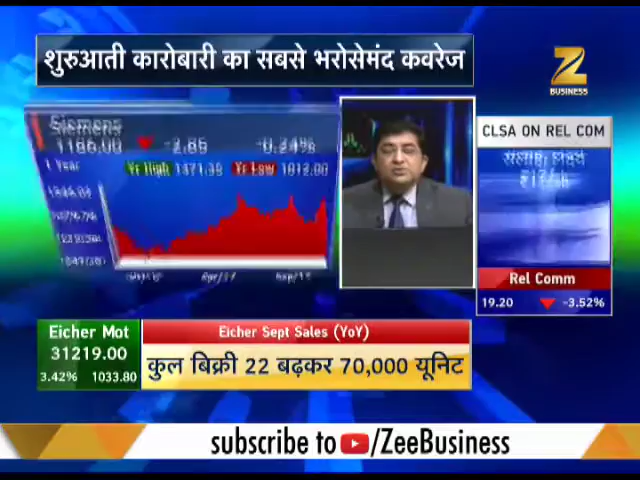 शुरुआती कारोबारी का सबसे भरोसेमंद कवरेज
Z
BUSINESS
Siemens
1186.00 -2.85 -0.24%
1 Year Yr High 1471.35 Yr Low 1012.00
CLSA ON REL COM
Rel Comm
19.20 -3.52%
Eicher Mot
31219.00
3.42% 1033.80
Eicher Sept Sales (YoY)
कुल बिक्री 22 बढ़कर 70,000 यूनिट
subscribe to /ZeeBusiness